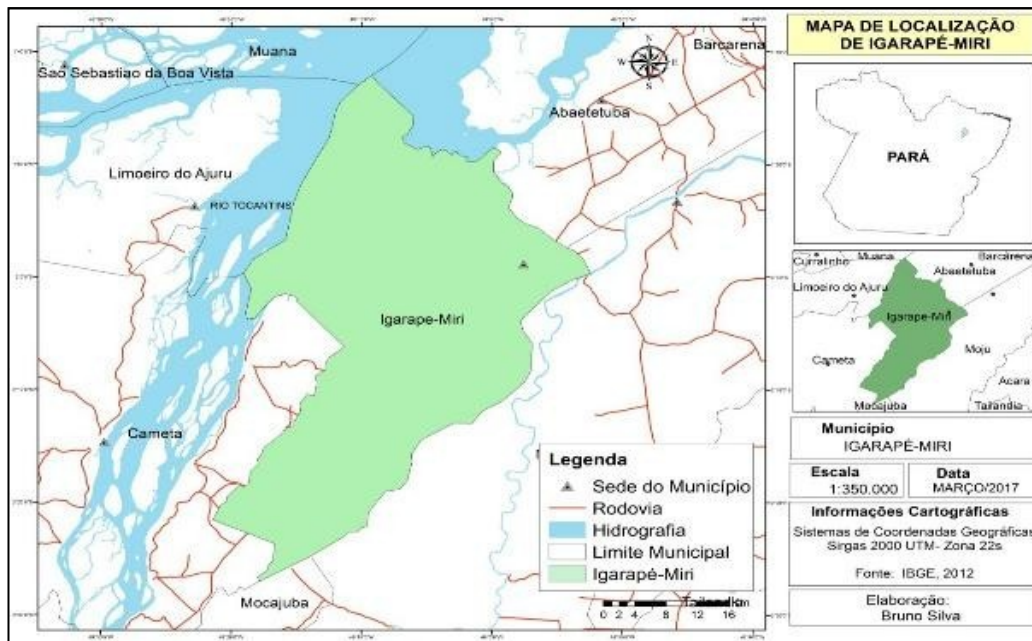 MAPA DE LOCALIZAÇÃO
DE IGARAPÉ-MIRI
Muana
Sao Sebastiao da Boa Vista
Barcarena
N
W
E
S
Abaetetuba
Limoeiro do Ajuru
RIO TOCANTINS
Igarape-Miri
Cameta
Mocajuba
Legenda
Sede do Município
Rodovia
Hidrografia
Limite Municipal
Igarapé-Miri
Tailandia
0 2 4 8 12 16 Km
PARÁ
Curralinho
Muana
Barcarena
Abaetetuba
Limoeiro do Ajuru
Igarape-Miri
Moju
Cameta
Acara
Mocajuba
Tailandia
Município
IGARAPÉ-MIRI
Escala
1:350.000
Data
MARÇO/2017
Informações Cartográficas
Sistemas de Coordenadas Geográficas
Sirgas 2000 UTM- Zona 22s
Fonte: IBGE, 2012
Elaboração:
Bruno Silva